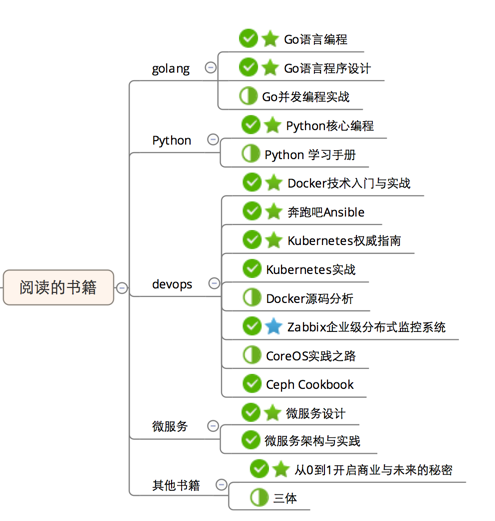 阅读的书籍
golang
Go语言编程
Go语言程序设计
Go并发编程实战
Python
Python核心编程
Python 学习手册
devops
Docker技术入门与实战
奔跑吧Ansible
Kubernetes权威指南
Kubernetes实战
Docker源码分析
Zabbix企业级分布式监控系统
CoreOS实践之路
Ceph Cookbook
微服务
微服务设计
微服务架构与实践
其他书籍
从0到1开启商业与未来的秘密
三体